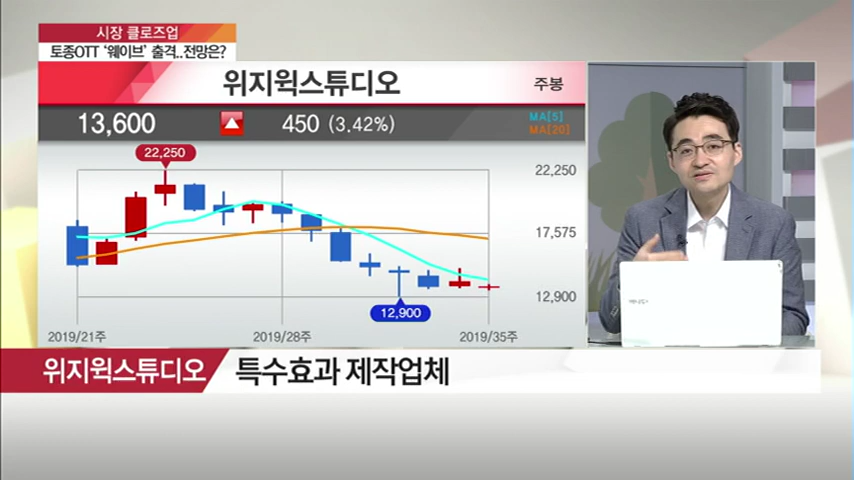 시장 클로즈업
토종OTT '웨이브' 출격..전망은?
위지윅스튜디오
주봉
13,600
450 (3.42%)
MA[5]
MA[20]
22,250
22,250
17,575
12,900
12,900
2019/21주
2019/28주
2019/35주
위지윅스튜디오
특수효과 제작업체